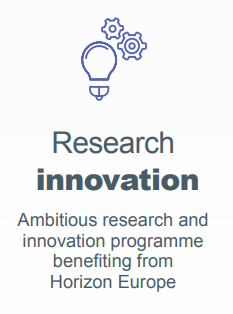 Research
innovation
Ambitious research and
innovation programme
benefiting from
Horizon Europe